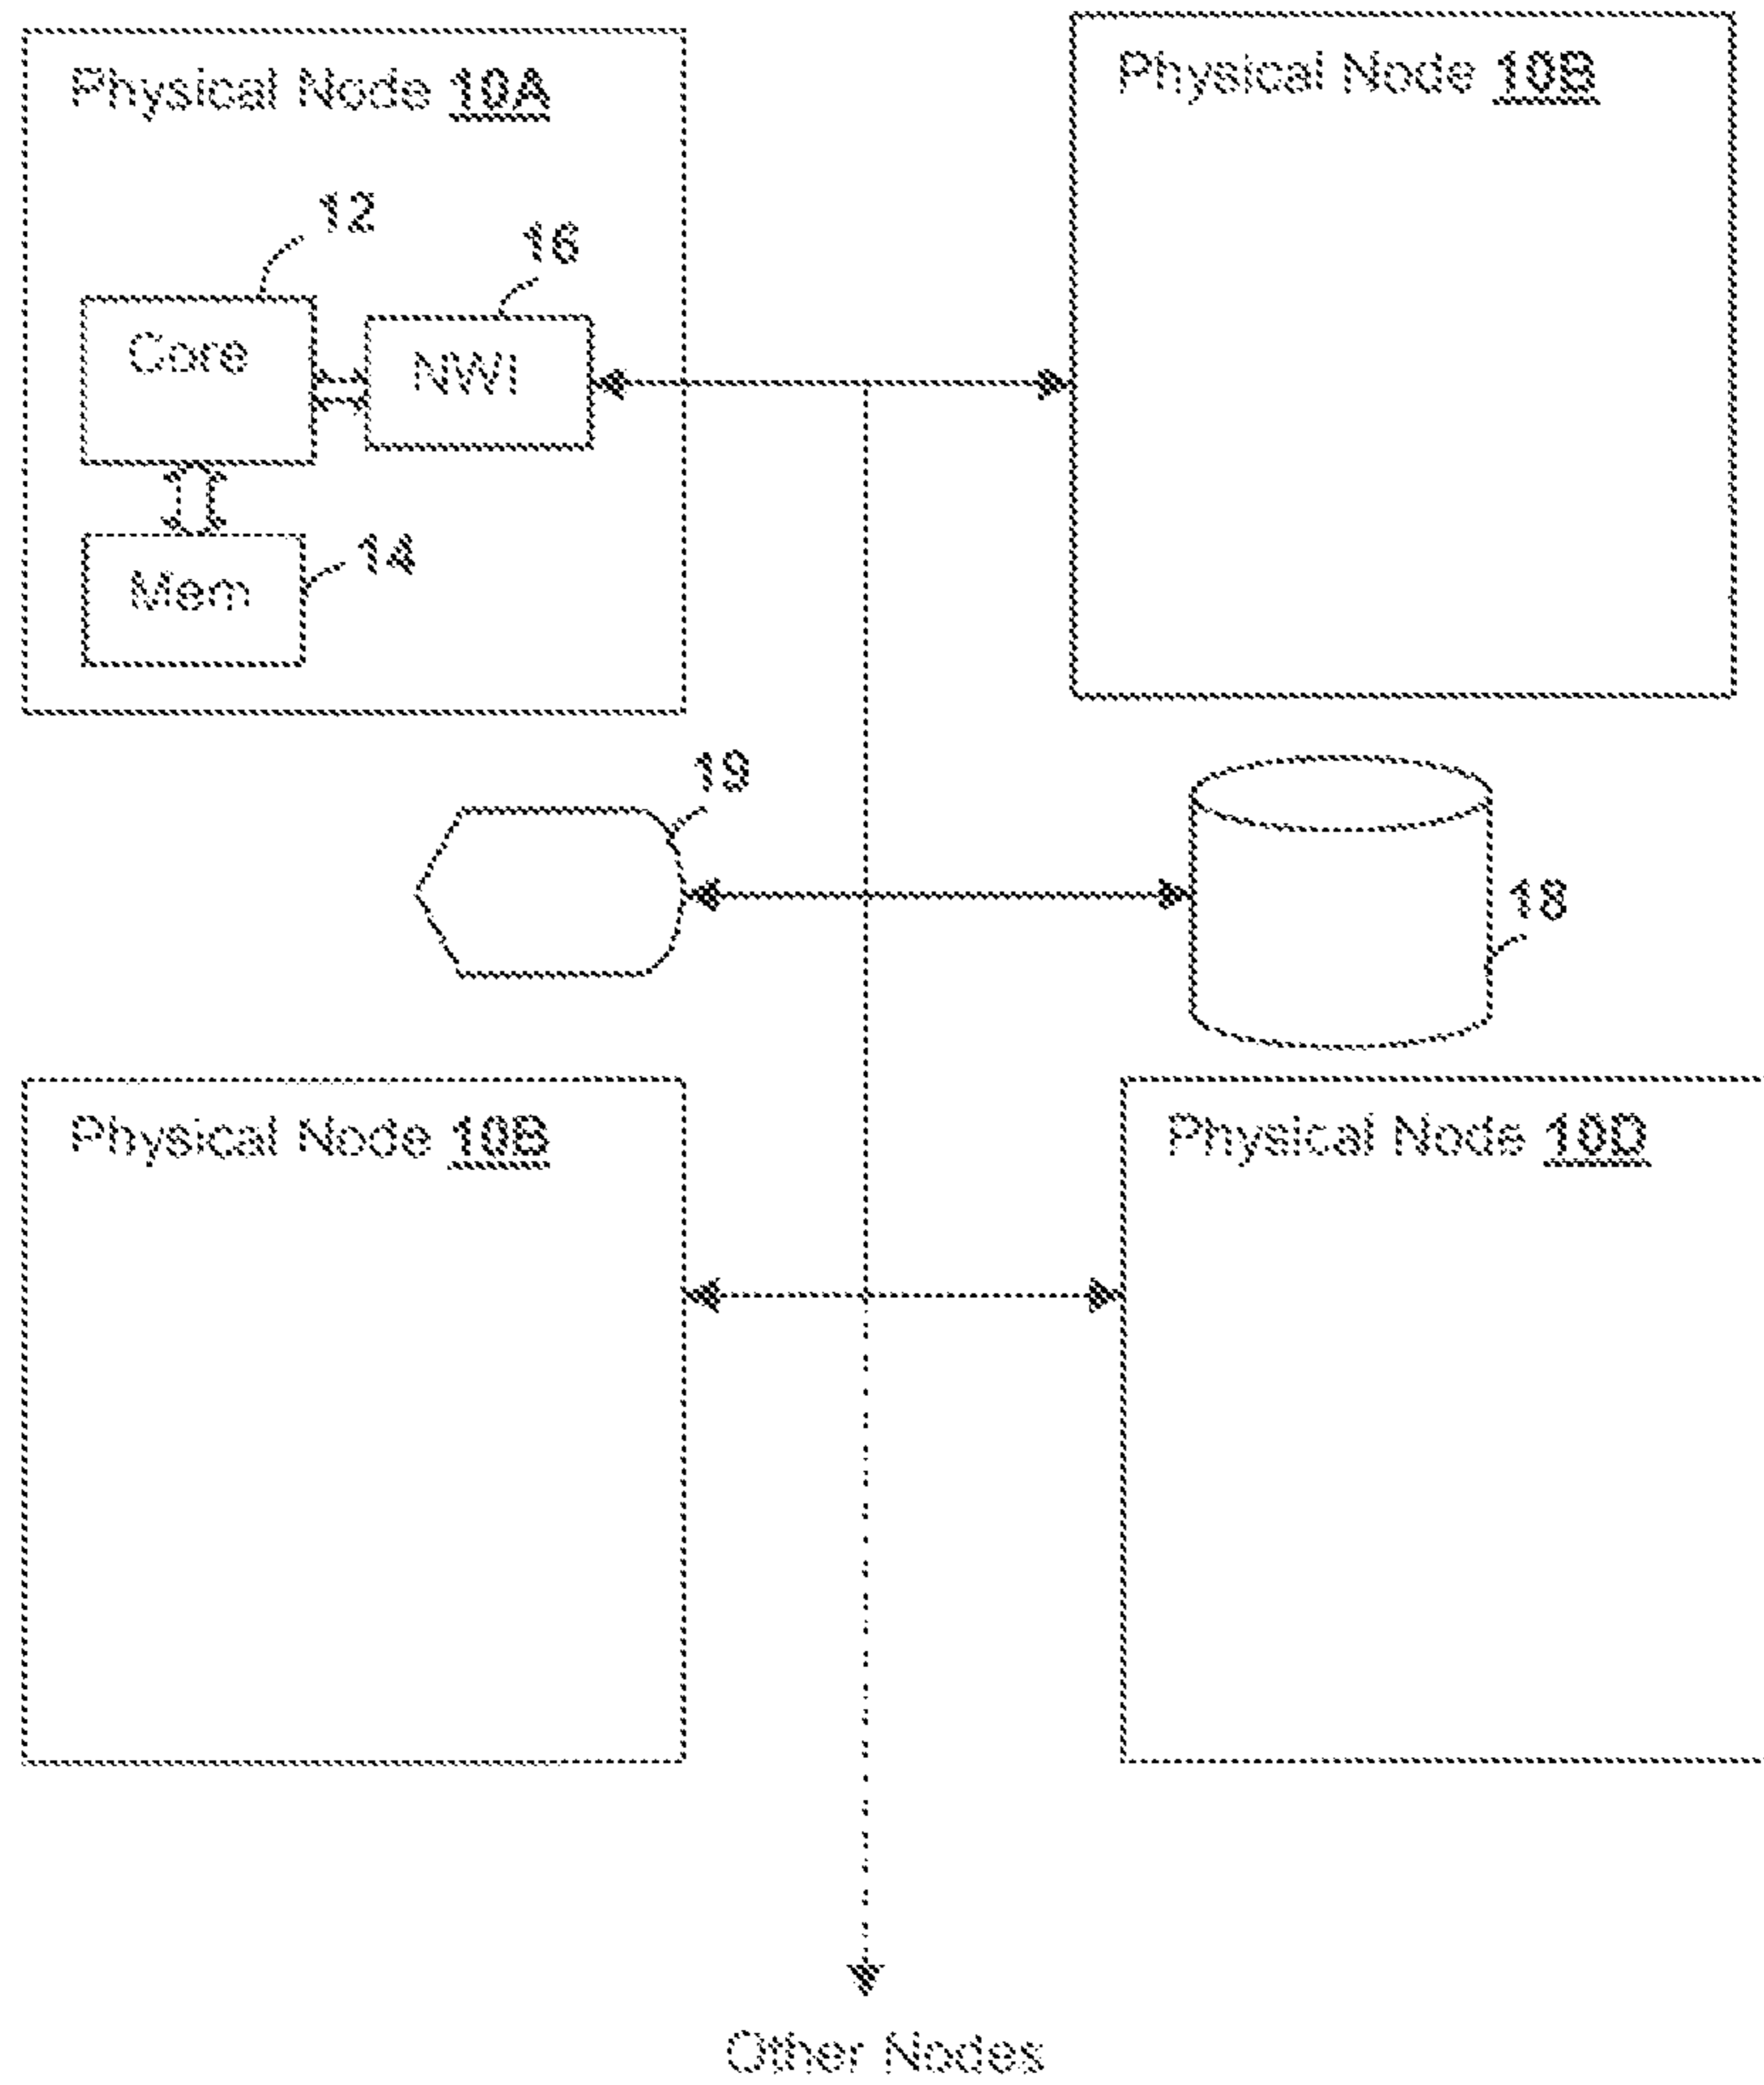 Physical Node 10A
Physical Node 10B
12
16
Core
NWI
14
Mem
19
18
Physical Node 10B
Physical Node 10D
Other Nodes